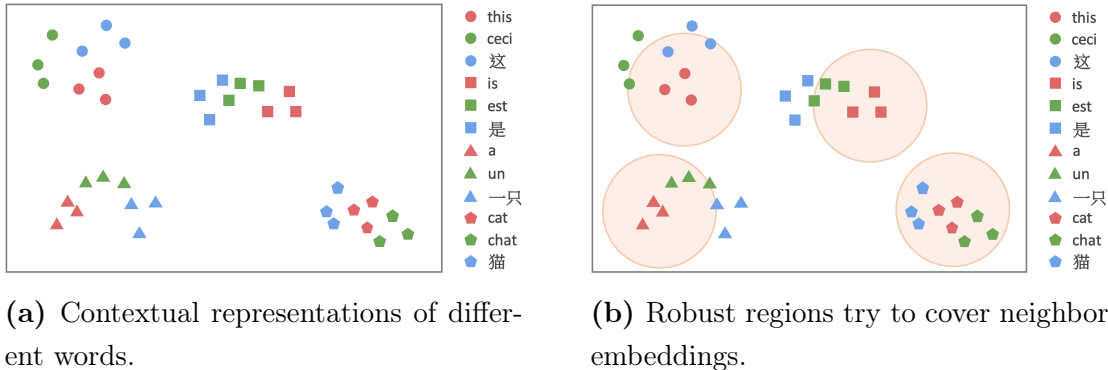 this
ceci
这
is
est
是
a
un
一只
cat
chat
猫
this
ceci
这
is
est
是
a
un
一只
cat
chat
猫
(a) Contextual representations of differ-
ent words.
(b) Robust regions try to cover neighbor
embeddings.